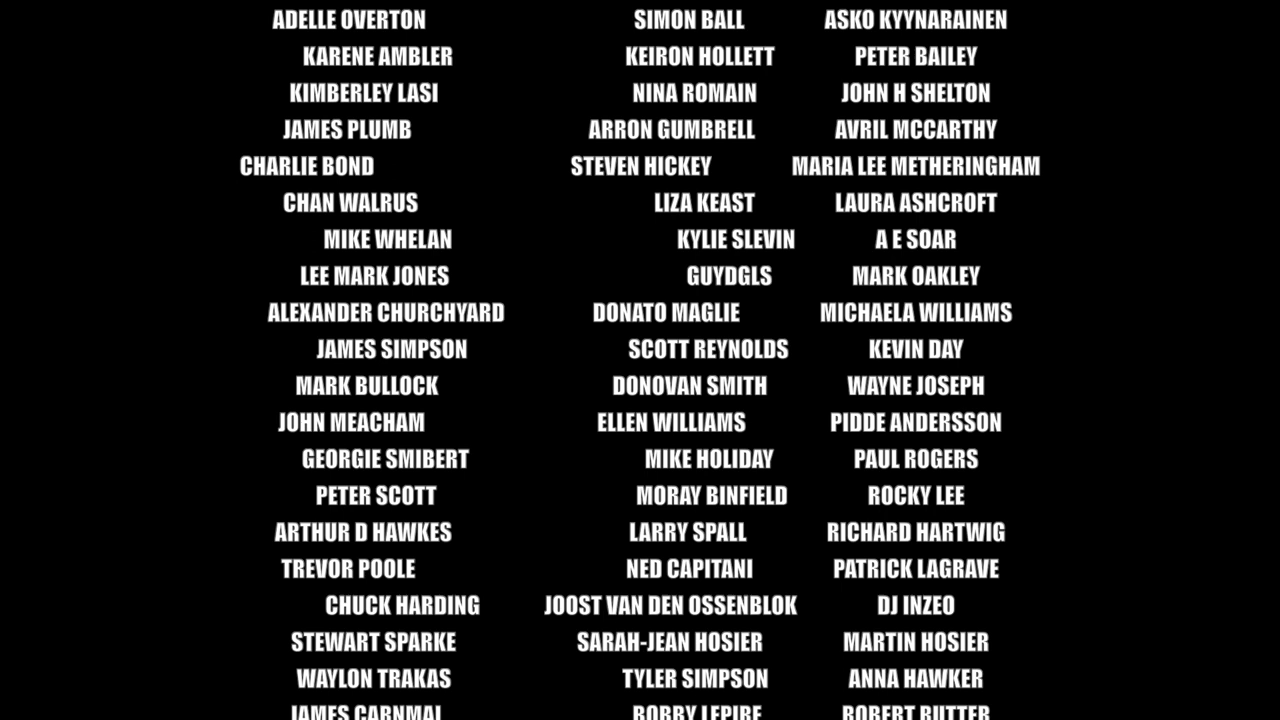 ADELLE OVERTON SIMON BALL ASKO KYYNARAINEN
KARENE AMBLER KEIRON HOLLETT PETER BAILEY
KIMBERLEY LASI NINA ROMAIN JOHN H SHELTON
JAMES PLUMB ARRON GUMBRELL AVRIL MCCARTHY
CHARLIE BOND STEVEN HICKEY MARIA LEE METHERINGHAM
CHAN WALRUS LIZA KEAST LAURA ASHCROFT
MIKE WHELAN KYLIE SLEVIN A E SOAR
LEE MARK JONES GUYDGLS MARK OAKLEY
ALEXANDER CHURCHYARD DONATO MAGLIE MICHAELA WILLIAMS
JAMES SIMPSON SCOTT REYNOLDS KEVIN DAY
MARK BULLOCK DONOVAN SMITH WAYNE JOSEPH
JOHN MEACHAM ELLEN WILLIAMS PIDDE ANDERSSON
GEORGIE SMIBERT MIKE HOLIDAY PAUL ROGERS
PETER SCOTT MORAY BINFIELD ROCKY LEE
ARTHUR D HAWKES LARRY SPALL RICHARD HARTWIG
TREVOR POOLE NED CAPITANI PATRICK LAGRAVE
CHUCK HARDING JOOST VAN DEN OSSENBLOK DJ INZEO
STEWART SPARKE SARAH-JEAN HOSIER MARTIN HOSIER
WAYLON TRAKAS TYLER SIMPSON ANNA HAWKER
JAMES BOBBY LEPIRE ROBERT